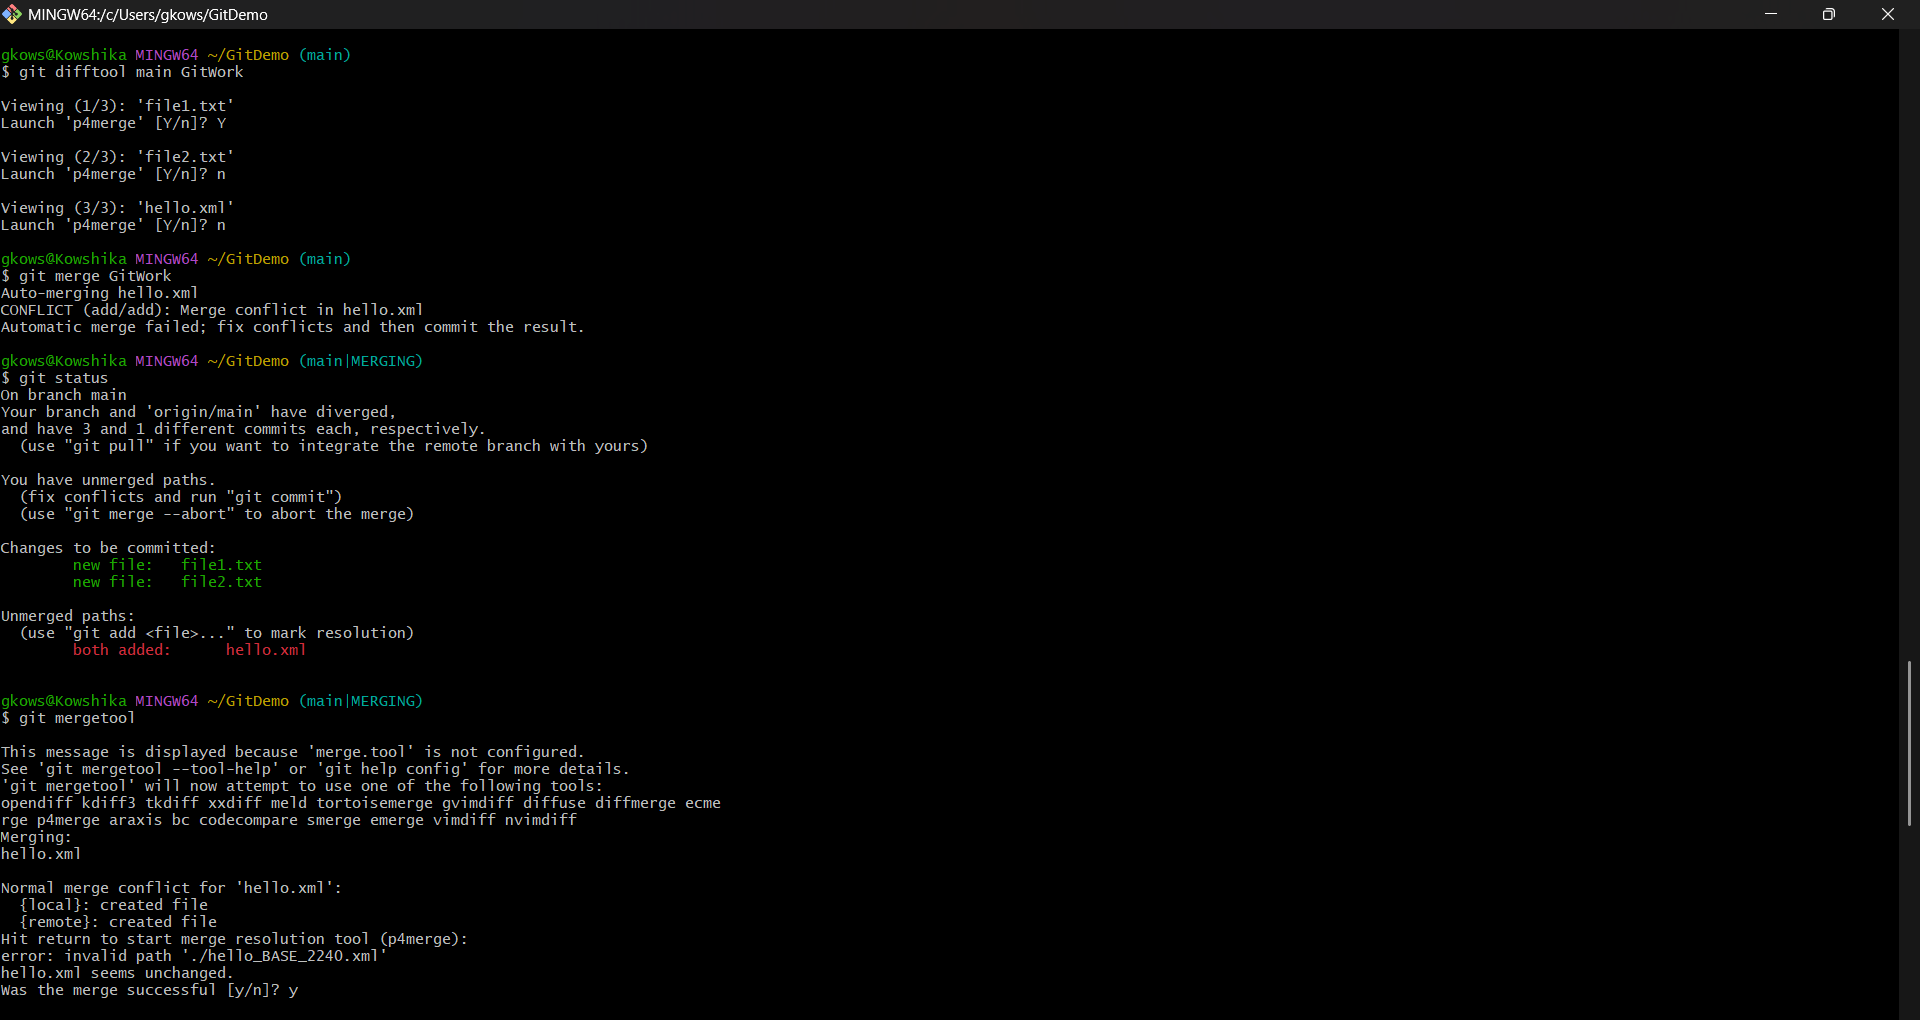 MINGW64:/c/Users/gkows/GitDemo
gkows@Kowshika MINGW64 ~/GitDemo (main)
$ git difftool main GitWork
Viewing (1/3): 'file1.txt'
Launch 'p4merge' [Y/n]? Y
Viewing (2/3): 'file2.txt'
Launch 'p4merge' [Y/n]? n
Viewing (3/3): 'hello.xml'
Launch 'p4merge' [Y/n]? n
gkows@Kowshika MINGW64 ~/GitDemo (main)
$ git merge GitWork
Auto-merging hello.xml
CONFLICT (add/add): Merge conflict in hello.xml
Automatic merge failed; fix conflicts and then commit the result.
gkows@Kowshika MINGW64 ~/GitDemo (main|MERGING)
$ git status
On branch main
Your branch and 'origin/main' have diverged,
and have 3 and 1 different commits each, respectively.
  (use "git pull" if you want to integrate the remote branch with yours)
You have unmerged paths.
  (fix conflicts and run "git commit")
  (use "git merge --abort" to abort the merge)
Changes to be committed:
        new file:   file1.txt
        new file:   file2.txt
Unmerged paths:
  (use "git add <file>..." to mark resolution)
        both added:      hello.xml
gkows@Kowshika MINGW64 ~/GitDemo (main|MERGING)
$ git mergetool
This message is displayed because 'merge.tool' is not configured.
See 'git mergetool --tool-help' or 'git help config' for more details.
'git mergetool' will now attempt to use one of the following tools:
opendiff kdiff3 tkdiff xxdiff meld tortoisemerge gvimdiff diffuse diffmerge ecme
rge p4merge araxis bc codecompare smerge emerge vimdiff nvimdiff
Merging:
hello.xml
Normal merge conflict for 'hello.xml':
  {local}: created file
  {remote}: created file
Hit return to start merge resolution tool (p4merge):
error: invalid path './hello_BASE_2240.xml'
hello.xml seems unchanged.
Was the merge successful [y/n]? y